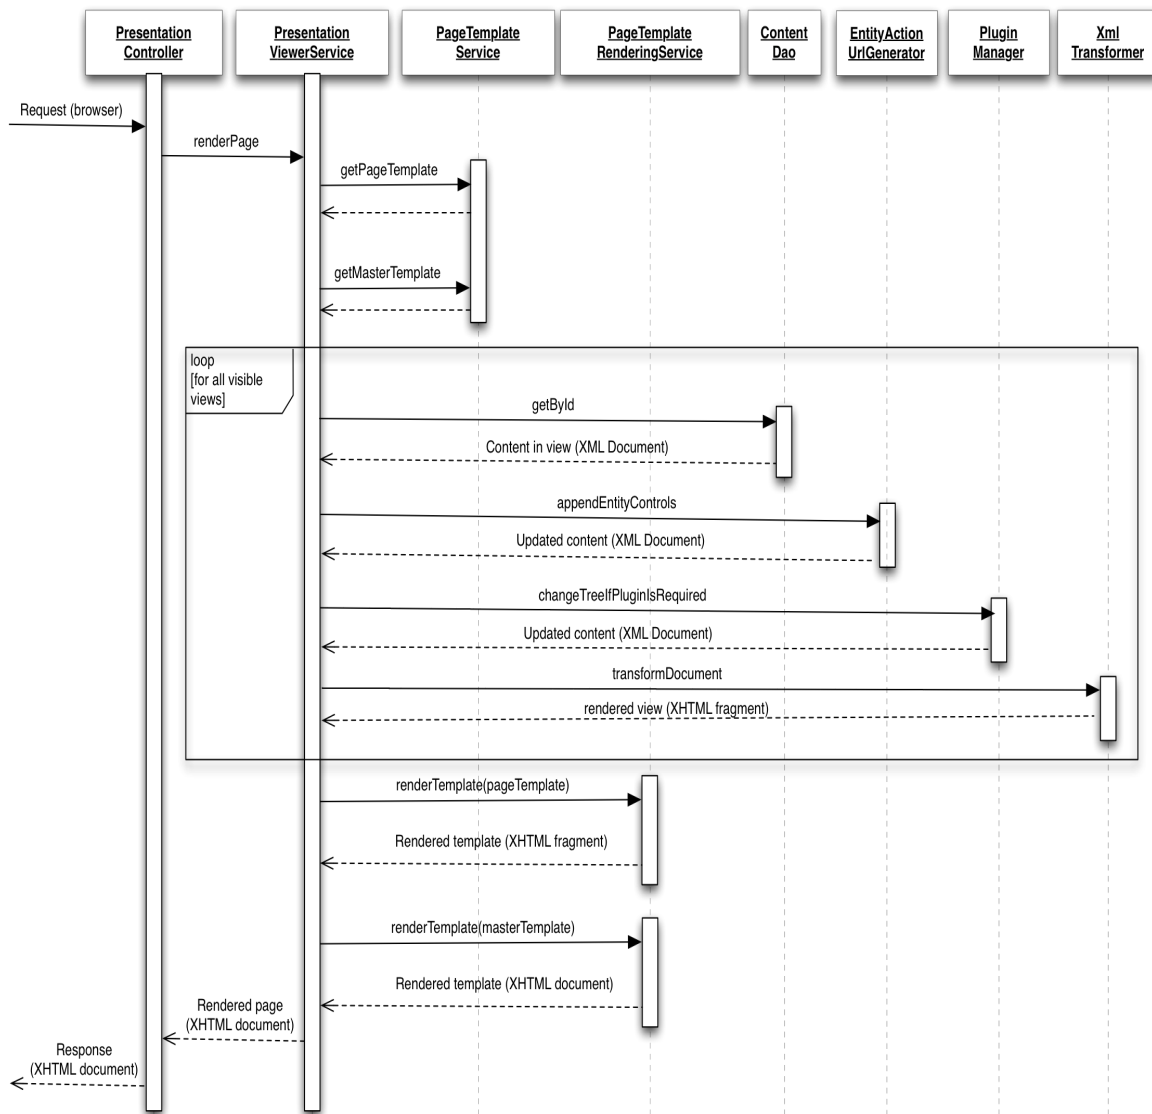 Presentation
Controller
Presentation
ViewerService
PageTemplate
Service
PageTemplate
RenderingService
Content
Dao
EntityAction
UrlGenerator
Plugin
Manager
Xml
Transformer
Request (browser)
renderPage
getPageTemplate
getMasterTemplate
loop
[for all visible
views]
getById
Content in view (XML Document)
appendEntityControls
Updated content (XML Document)
changeTreeIfPluginIsRequired
Updated content (XML Document)
transformDocument
rendered view (XHTML fragment)
renderTemplate(pageTemplate)
Rendered template (XHTML fragment)
renderTemplate(masterTemplate)
Rendered template (XHTML document)
Rendered page
(XHTML document)
Response
(XHTML document)